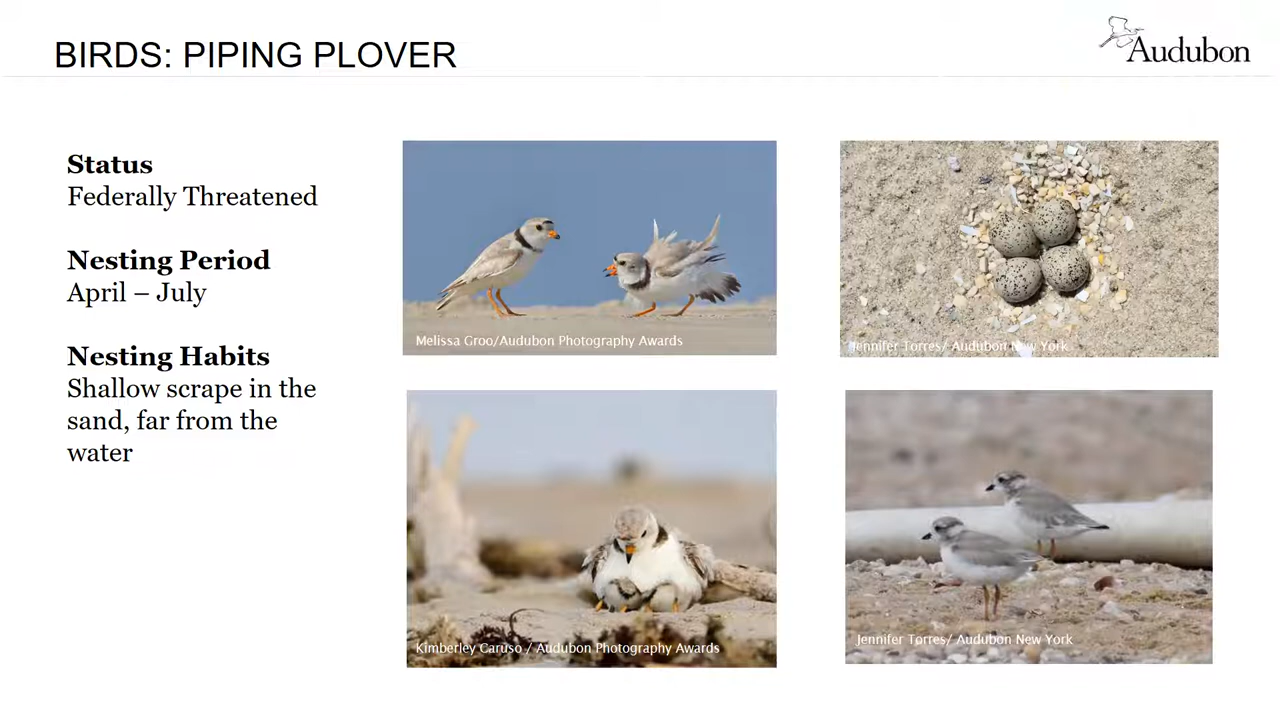 BIRDS: PIPING PLOVER
Audubon
Status
Federally Threatened
Nesting Period
April – July
Nesting Habits
Shallow scrape in the
sand, far from the
water
Melissa Groo/Audubon Photography Awards
Jennifer Torres/ Audubon New York
Kimberley Caruso / Audubon Photography Awards
Jennifer Torres/ Audubon New York